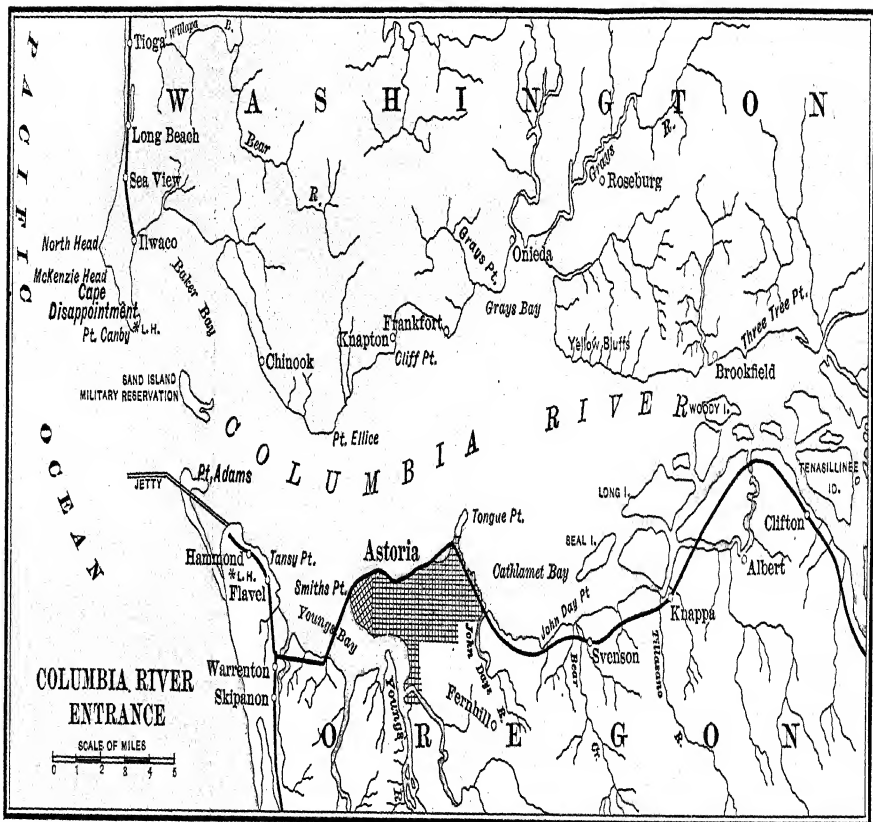 PACIFIC
OCEAN
Tioga
Willapa R.
WASHINGTON
Long Beach
Bear
R.
Grays
R.
Sea View
Roseburg
North Head
Ilwaco
Grays Pt.
Onieda
McKenzie Head
Cape
Disappointment
Pt. Canby
L.H.
Baker Bay
Grays Bay
Knapton
Frankfort
Cliff Pt.
Chinook
Yellow Bluffs
Three Tree Pt.
Brookfield
SAND ISLAND
MILITARY RESERVATION
COLUMBIA RIVER
WOODY I.
Pt. Ellice
JETTY
Pt. Adams
Tongue Pt.
LONG I.
TENASILLINEE
ID.
Clifton
Hammond
Tansy Pt.
L.H.
Flavel
Astoria
SEAL I.
Smiths Pt.
Cathlamet Bay
Albert
Youngs Bay
John Day Pt
Knappa
John Days R.
Svenson
Warrenton
Skipanon
Youngs R.
Fernhill
Bear
Cr.
Tillasana
R.
OREGON
COLUMBIA RIVER
ENTRANCE
SCALE OF MILES
0 1 2 3 4 5